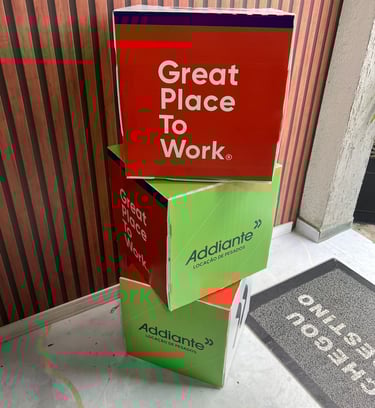 Great
Place
To
Work®
Great
Place
To
Work
Addiante
LOCAÇÃO DE PESADOS
Addiante
LOCAÇÃO DE PESADOS
CHEGOU
ESTINO